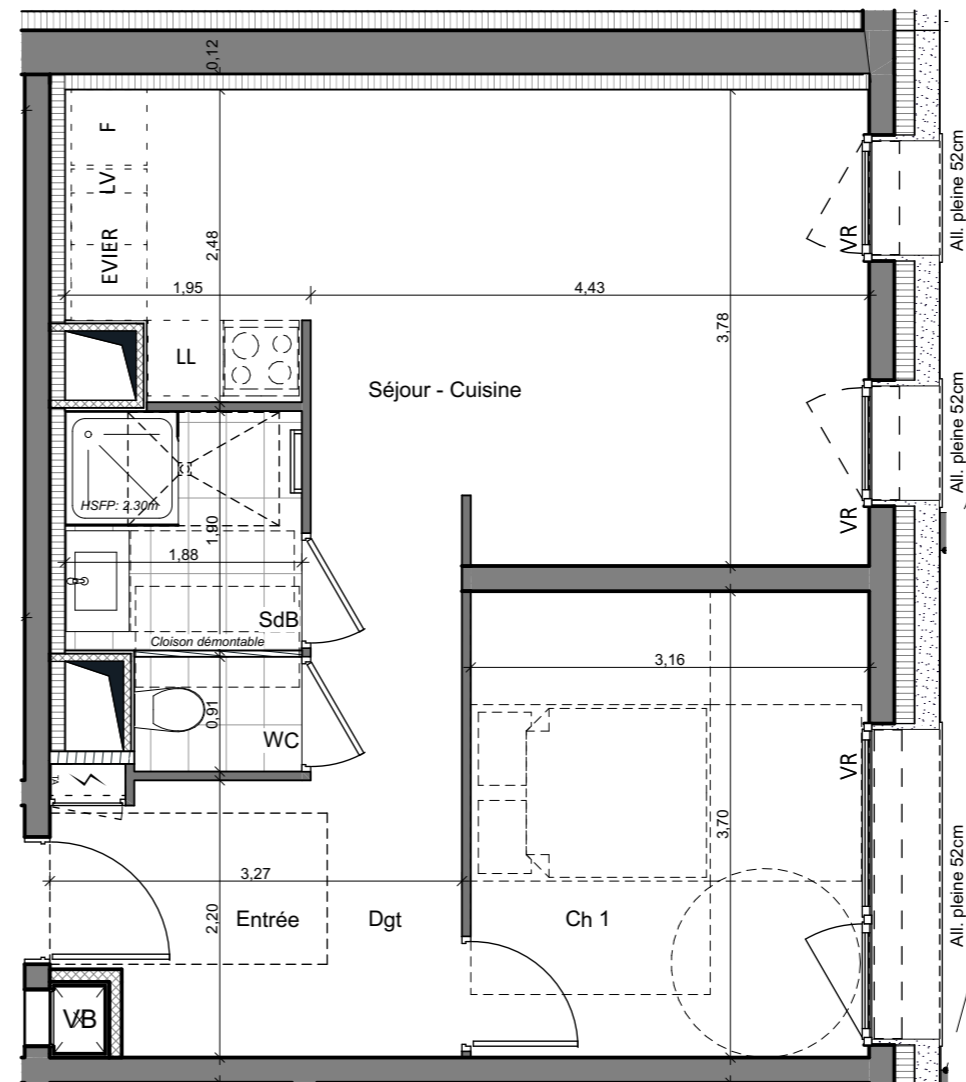 0,12
F
LV
EVIER
2,48
1,95
4,43
3,78
VR
All. pleine 52cm
LL
Séjour - Cuisine
VR
All. pleine 52cm
HSFP: 2.30m
1,90
1,88
SdB
Cloison démontable
0,91
WC
3,16
VR
3,70
All. pleine 52cm
3,27
2,20
Entrée
Dgt
Ch 1
VB